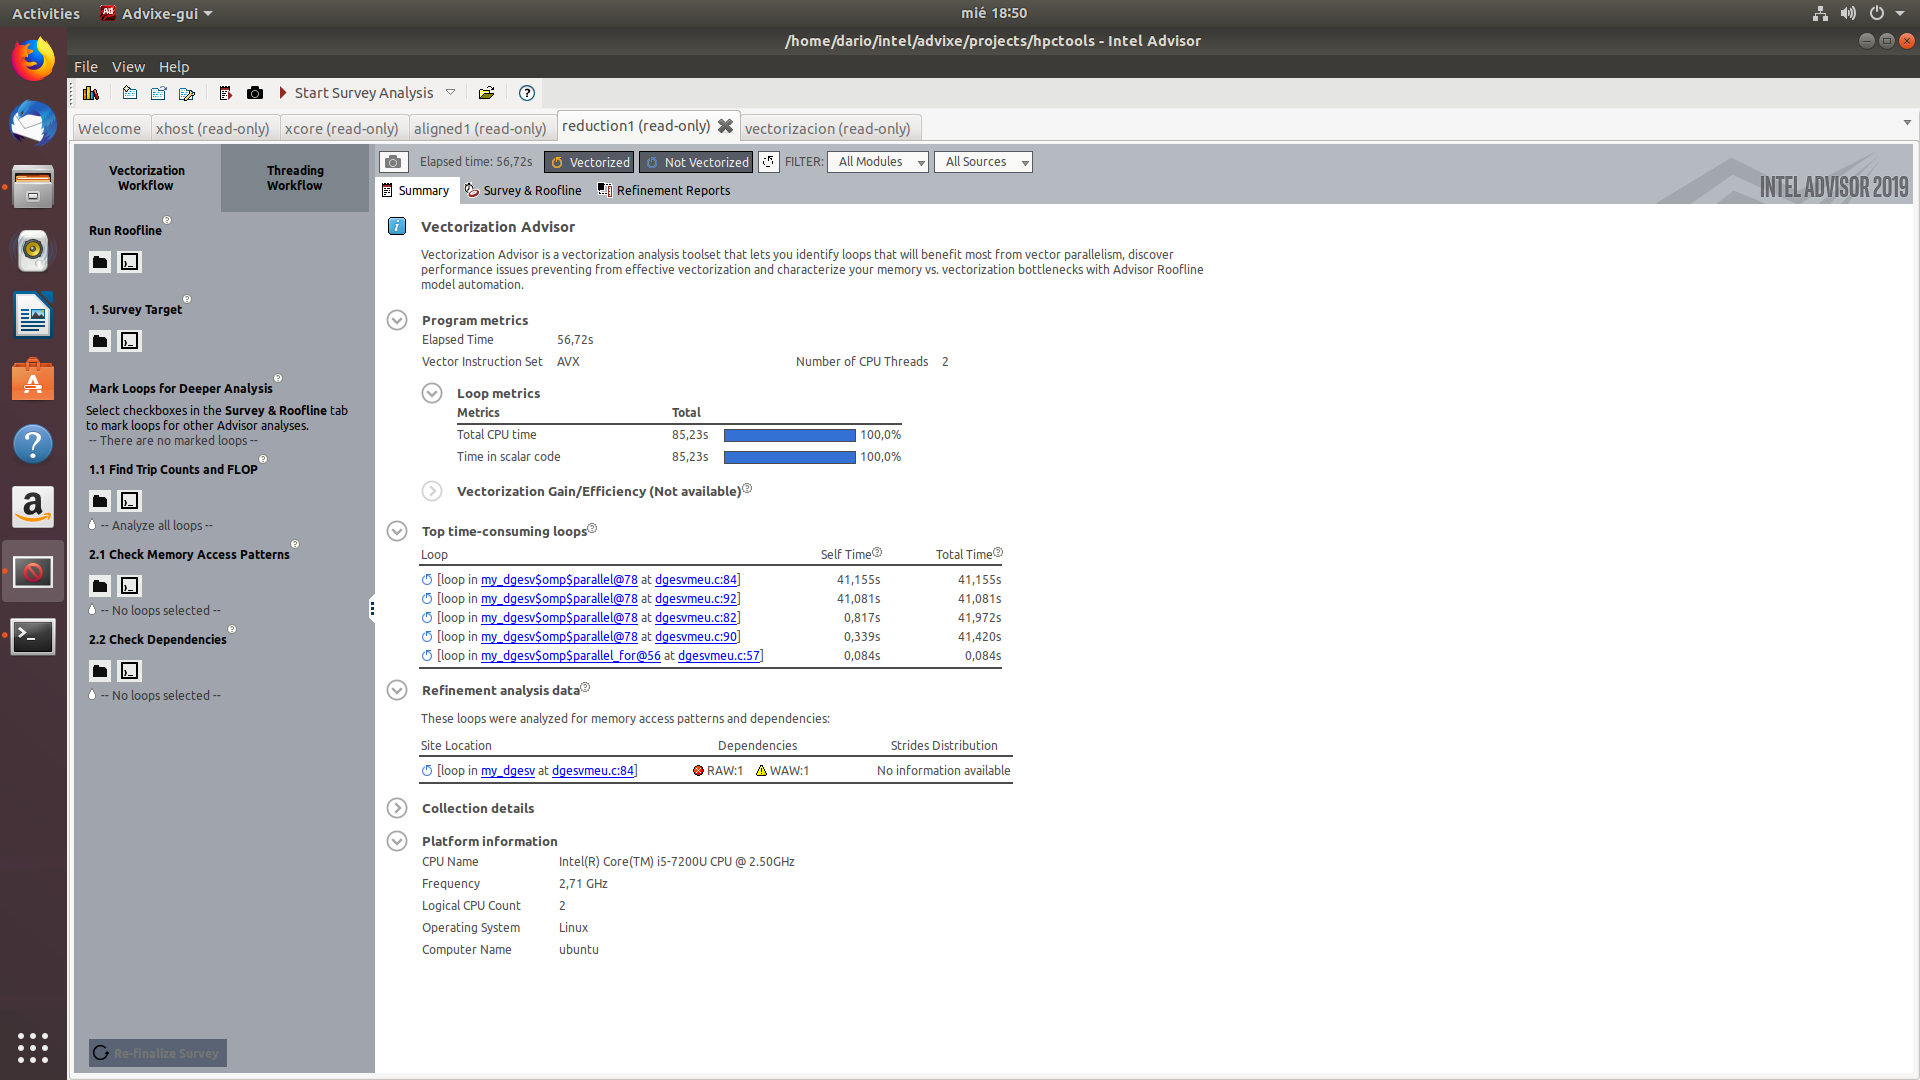 Activities
Advixe-gui
mié 18:50
/home/dario/intel/advixe/projects/hpctools - Intel Advisor
File View Help
Start Survey Analysis
Welcome
xhost (read-only)
xcore (read-only)
aligned1 (read-only)
reduction1 (read-only)
vectorizacion (read-only)
Vectorization
Workflow
Threading
Workflow
Run Roofline
1. Survey Target
Mark Loops for Deeper Analysis
Select checkboxes in the Survey & Roofline tab
to mark loops for other Advisor analyses.
-- There are no marked loops --
1.1 Find Trip Counts and FLOP
-- Analyze all loops --
2.1 Check Memory Access Patterns
-- No loops selected --
2.2 Check Dependencies
-- No loops selected --
Re-finalize Survey
Elapsed time: 56,72s
Vectorized
Not Vectorized
FILTER:
All Modules
All Sources
Summary
Survey & Roofline
Refinement Reports
INTEL ADVISOR 2019
Vectorization Advisor
Vectorization Advisor is a vectorization analysis toolset that lets you identify loops that will benefit most from vector parallelism, discover
performance issues preventing from effective vectorization and characterize your memory vs. vectorization bottlenecks with Advisor Roofline
model automation.
Program metrics
Elapsed Time 56,72s
Vector Instruction Set AVX Number of CPU Threads 2
Loop metrics
Metrics Total
Total CPU time 85,23s 100,0%
Time in scalar code 85,23s 100,0%
Vectorization Gain/Efficiency (Not available)
Top time-consuming loops
Loop Self Time Total Time
[loop in my_dgesv$omp$parallel@78 at dgesvmeu.c:84] 41,155s 41,155s
[loop in my_dgesv$omp$parallel@78 at dgesvmeu.c:92] 41,081s 41,081s
[loop in my_dgesv$omp$parallel@78 at dgesvmeu.c:82] 0,817s 41,972s
[loop in my_dgesv$omp$parallel@78 at dgesvmeu.c:90] 0,339s 41,420s
[loop in my_dgesv$omp$parallel_for@56 at dgesvmeu.c:57] 0,084s 0,084s
Refinement analysis data
These loops were analyzed for memory access patterns and dependencies:
Site Location Dependencies Strides Distribution
[loop in my_dgesv at dgesvmeu.c:84] RAW:1 WAW:1 No information available
Collection details
Platform information
CPU Name Intel(R) Core(TM) i5-7200U CPU @ 2.50GHz
Frequency 2,71 GHz
Logical CPU Count 2
Operating System Linux
Computer Name ubuntu